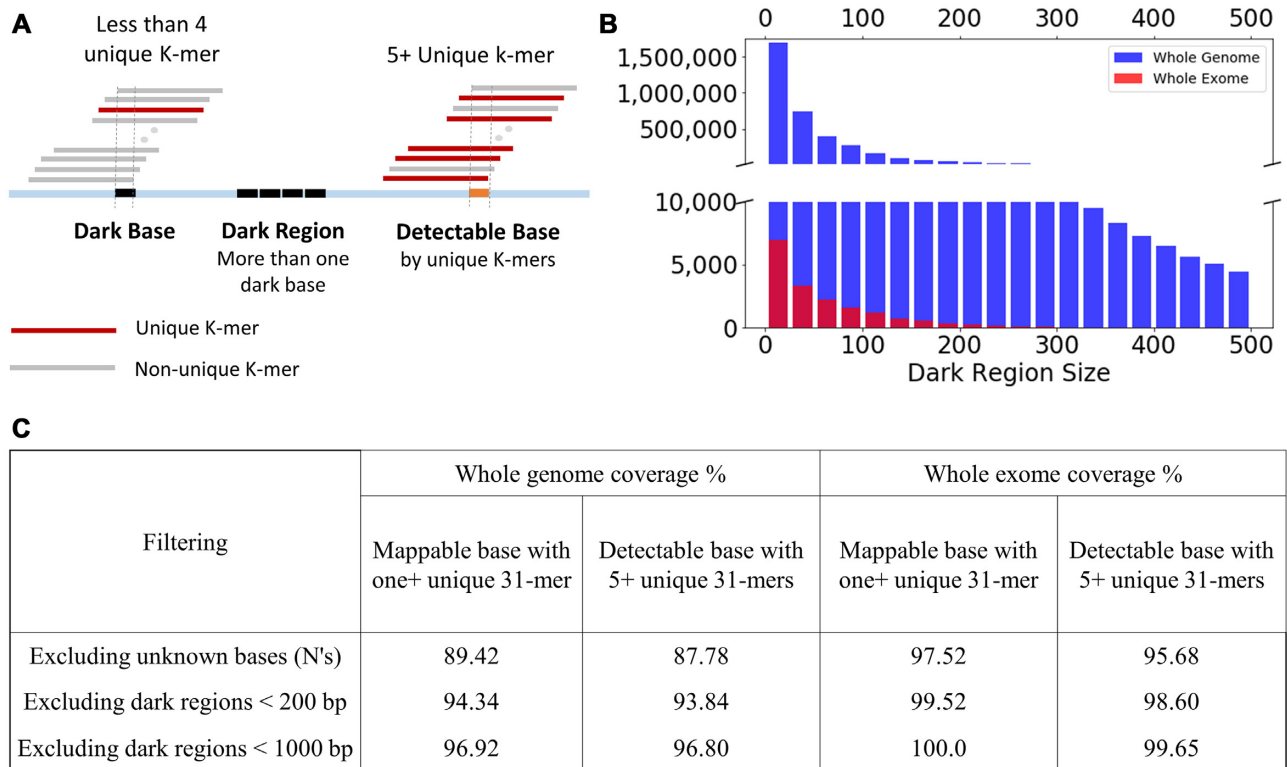 A
Less than 4
unique K-mer
5+ Unique k-mer
Dark Base
Dark Region
More than one
dark base
Detectable Base
by unique K-mers
Unique K-mer
Non-unique K-mer
B
0 100 200 300 400 500
1,500,000
1,000,000
500,000
Whole Genome
Whole Exome
10,000
5,000
0
0 100 200 300 400 500
Dark Region Size
C
Filtering
Whole genome coverage %
Whole exome coverage %
Mappable base with
one+ unique 31-mer
Detectable base with
5+ unique 31-mers
Mappable base with
one+ unique 31-mer
Detectable base with
5+ unique 31-mers
Excluding unknown bases (N's) 89.42 87.78 97.52 95.68
Excluding dark regions < 200 bp 94.34 93.84 99.52 98.60
Excluding dark regions < 1000 bp 96.92 96.80 100.0 99.65